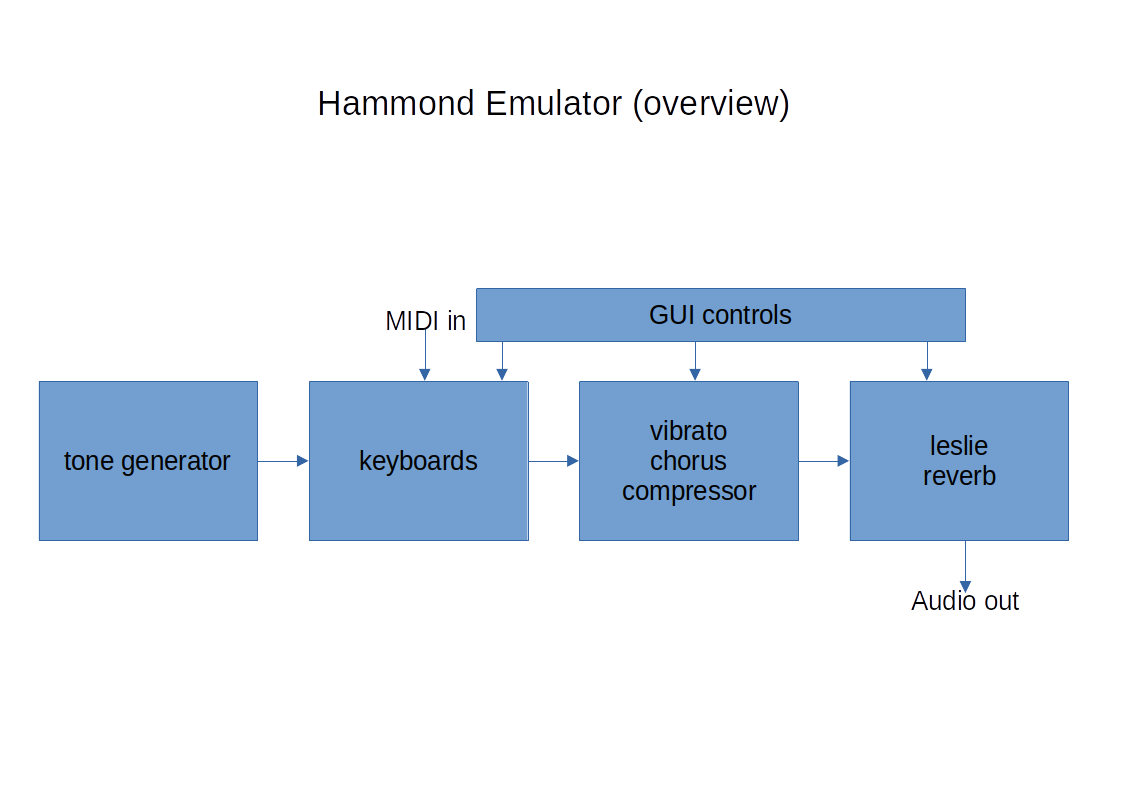 Hammond Emulator (overview)
MIDI in
GUI controls
tone generator
keyboards
vibrato
chorus
compressor
leslie
reverb
Audio out